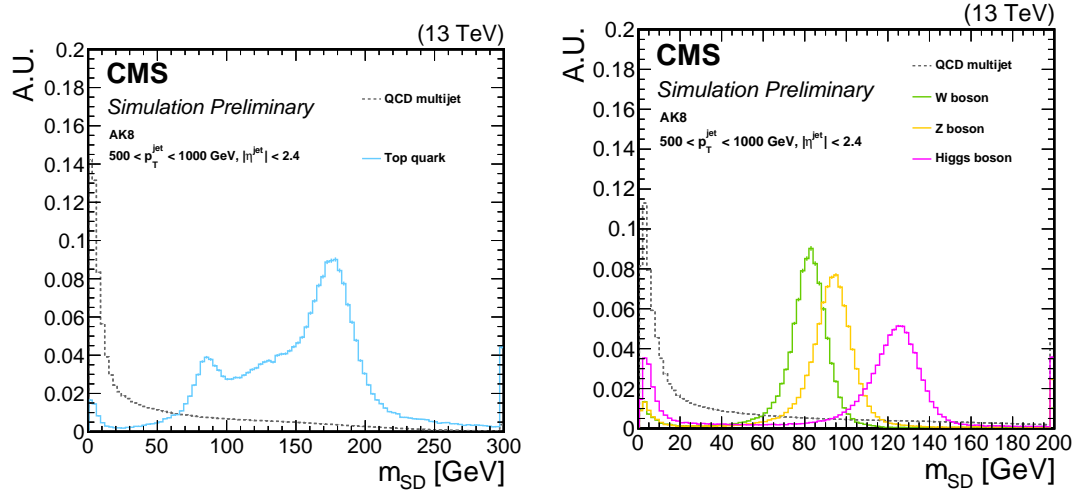 (13 TeV)
A.U.
0.2
0.18
0.16
0.14
0.12
0.1
0.08
0.06
0.04
0.02
0
CMS
Simulation Preliminary
AK8
500 < p_T^jet < 1000 GeV, |η^jet| < 2.4
QCD multijet
Top quark
0 50 100 150 200 250 300
m_SD [GeV]
(13 TeV)
A.U.
0.2
0.18
0.16
0.14
0.12
0.1
0.08
0.06
0.04
0.02
0
CMS
Simulation Preliminary
AK8
500 < p_T^jet < 1000 GeV, |η^jet| < 2.4
QCD multijet
W boson
Z boson
Higgs boson
0 20 40 60 80 100 120 140 160 180 200
m_SD [GeV]